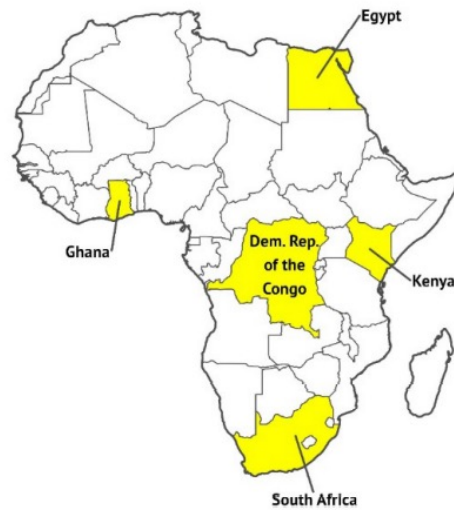 Egypt
Ghana
Dem. Rep.
of the
Congo
Kenya
South Africa